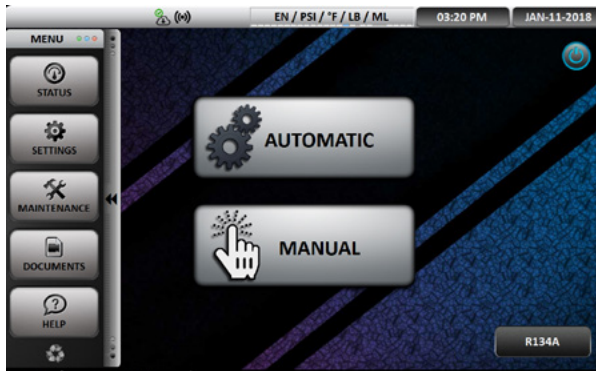 EN / PSI / °F / LB / ML
03:20 PM
JAN-11-2018
MENU
STATUS
SETTINGS
MAINTENANCE
DOCUMENTS
HELP
AUTOMATIC
MANUAL
R134A